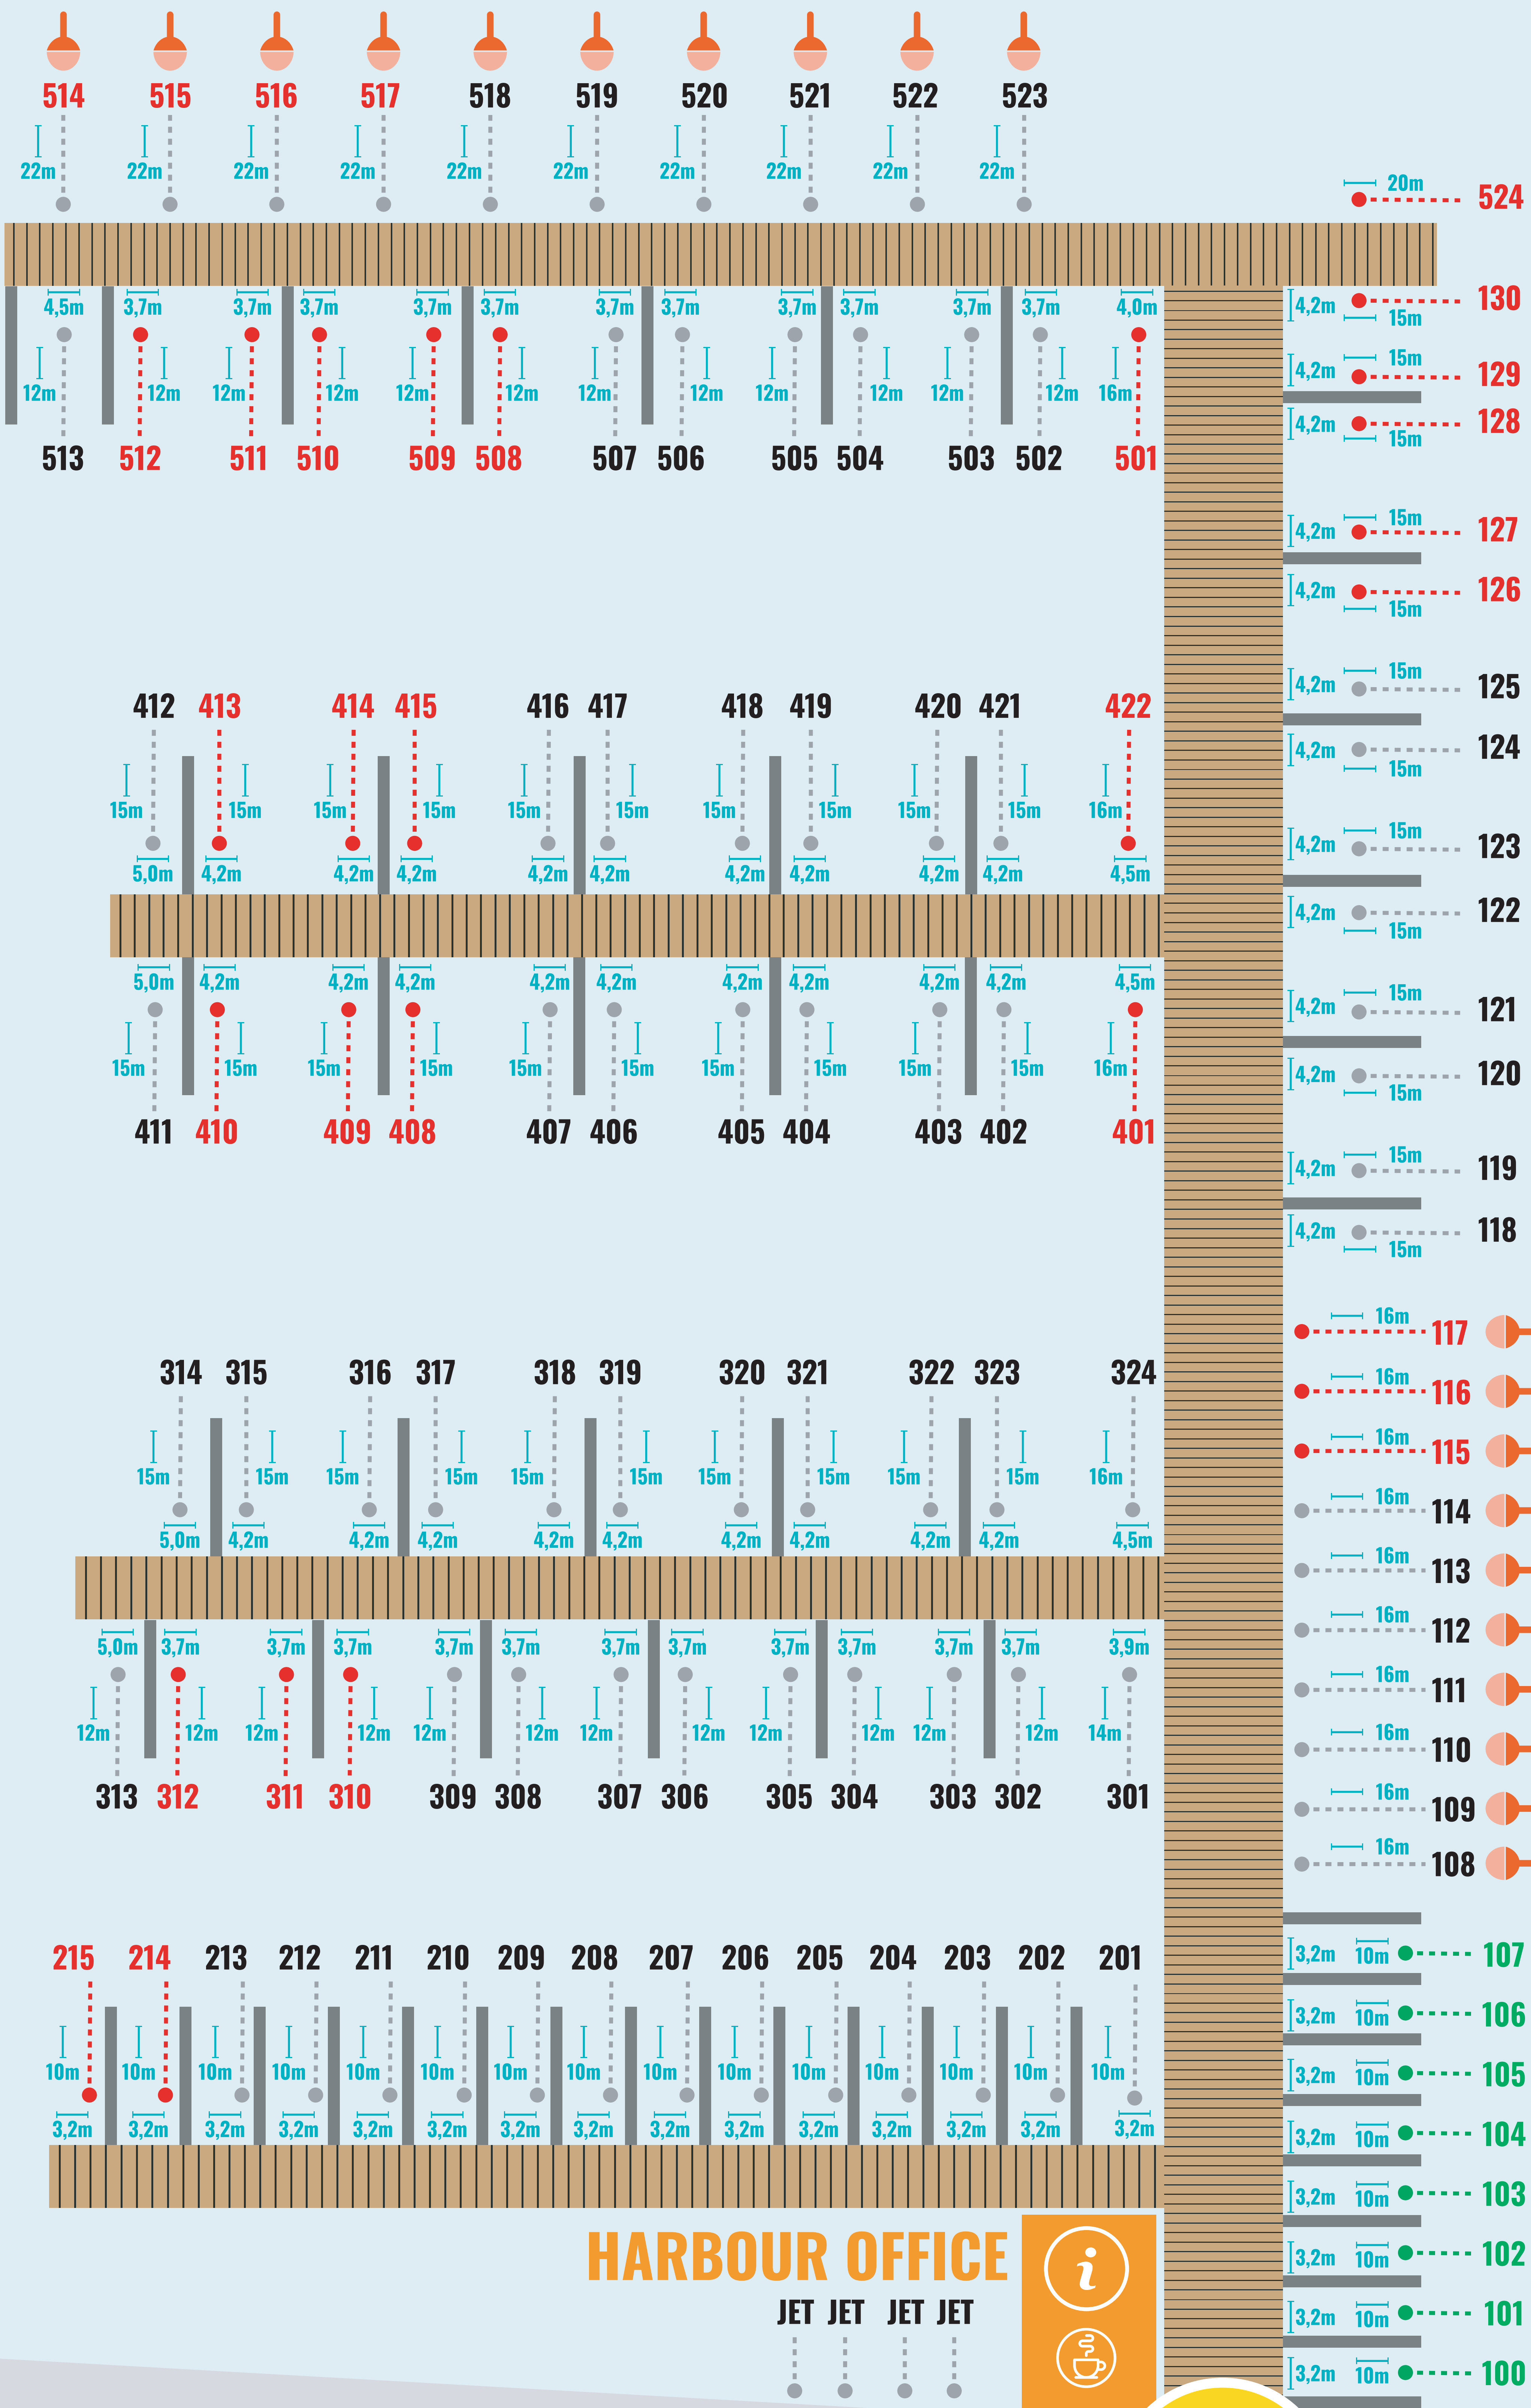 514 515 516 517 518 519 520 521 522 523
22m 22m 22m 22m 22m 22m 22m 22m 22m 22m
20m 524
4,5m 3,7m 3,7m 3,7m 3,7m 3,7m 3,7m 3,7m 3,7m 3,7m 3,7m 3,7m 4,0m
12m 12m 12m 12m 12m 12m 12m 12m 12m 12m 12m 12m 16m
513 512 511 510 509 508 507 506 505 504 503 502 501
4,2m 15m 130
4,2m 15m 129
4,2m 15m 128
4,2m 15m 127
4,2m 15m 126
4,2m 15m 125
4,2m 15m 124
4,2m 15m 123
4,2m 15m 122
4,2m 15m 121
4,2m 15m 120
4,2m 15m 119
4,2m 15m 118
412 413 414 415 416 417 418 419 420 421 422
15m 15m 15m 15m 15m 15m 15m 15m 15m 15m 16m
5,0m 4,2m 4,2m 4,2m 4,2m 4,2m 4,2m 4,2m 4,2m 4,2m 4,5m
5,0m 4,2m 4,2m 4,2m 4,2m 4,2m 4,2m 4,2m 4,2m 4,2m 4,5m
15m 15m 15m 15m 15m 15m 15m 15m 15m 15m 16m
411 410 409 408 407 406 405 404 403 402 401
16m 117
16m 116
16m 115
16m 114
16m 113
16m 112
16m 111
16m 110
16m 109
16m 108
314 315 316 317 318 319 320 321 322 323 324
15m 15m 15m 15m 15m 15m 15m 15m 15m 15m 16m
5,0m 4,2m 4,2m 4,2m 4,2m 4,2m 4,2m 4,2m 4,2m 4,2m 4,5m
5,0m 3,7m 3,7m 3,7m 3,7m 3,7m 3,7m 3,7m 3,7m 3,7m 3,7m 3,7m 3,9m
12m 12m 12m 12m 12m 12m 12m 12m 12m 12m 12m 12m 14m
313 312 311 310 309 308 307 306 305 304 303 302 301
215 214 213 212 211 210 209 208 207 206 205 204 203 202 201
10m 10m 10m 10m 10m 10m 10m 10m 10m 10m 10m 10m 10m 10m 10m
3,2m 3,2m 3,2m 3,2m 3,2m 3,2m 3,2m 3,2m 3,2m 3,2m 3,2m 3,2m 3,2m 3,2m 3,2m
3,2m 10m 107
3,2m 10m 106
3,2m 10m 105
3,2m 10m 104
3,2m 10m 103
3,2m 10m 102
3,2m 10m 101
3,2m 10m 100
HARBOUR OFFICE
i
JET JET JET JET